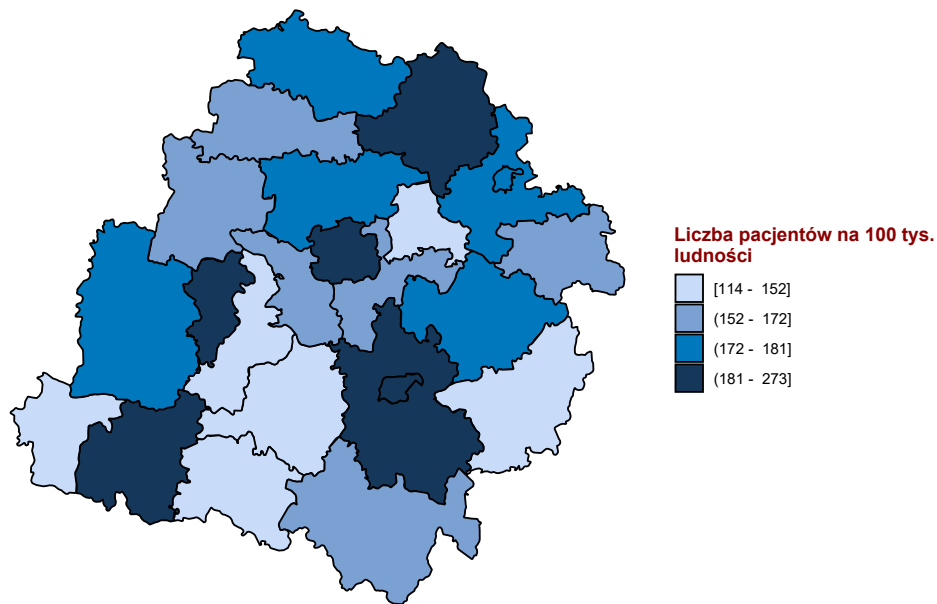 Liczba pacjentów na 100 tys.
ludności
[114 - 152]
(152 - 172]
(172 - 181]
(181 - 273]